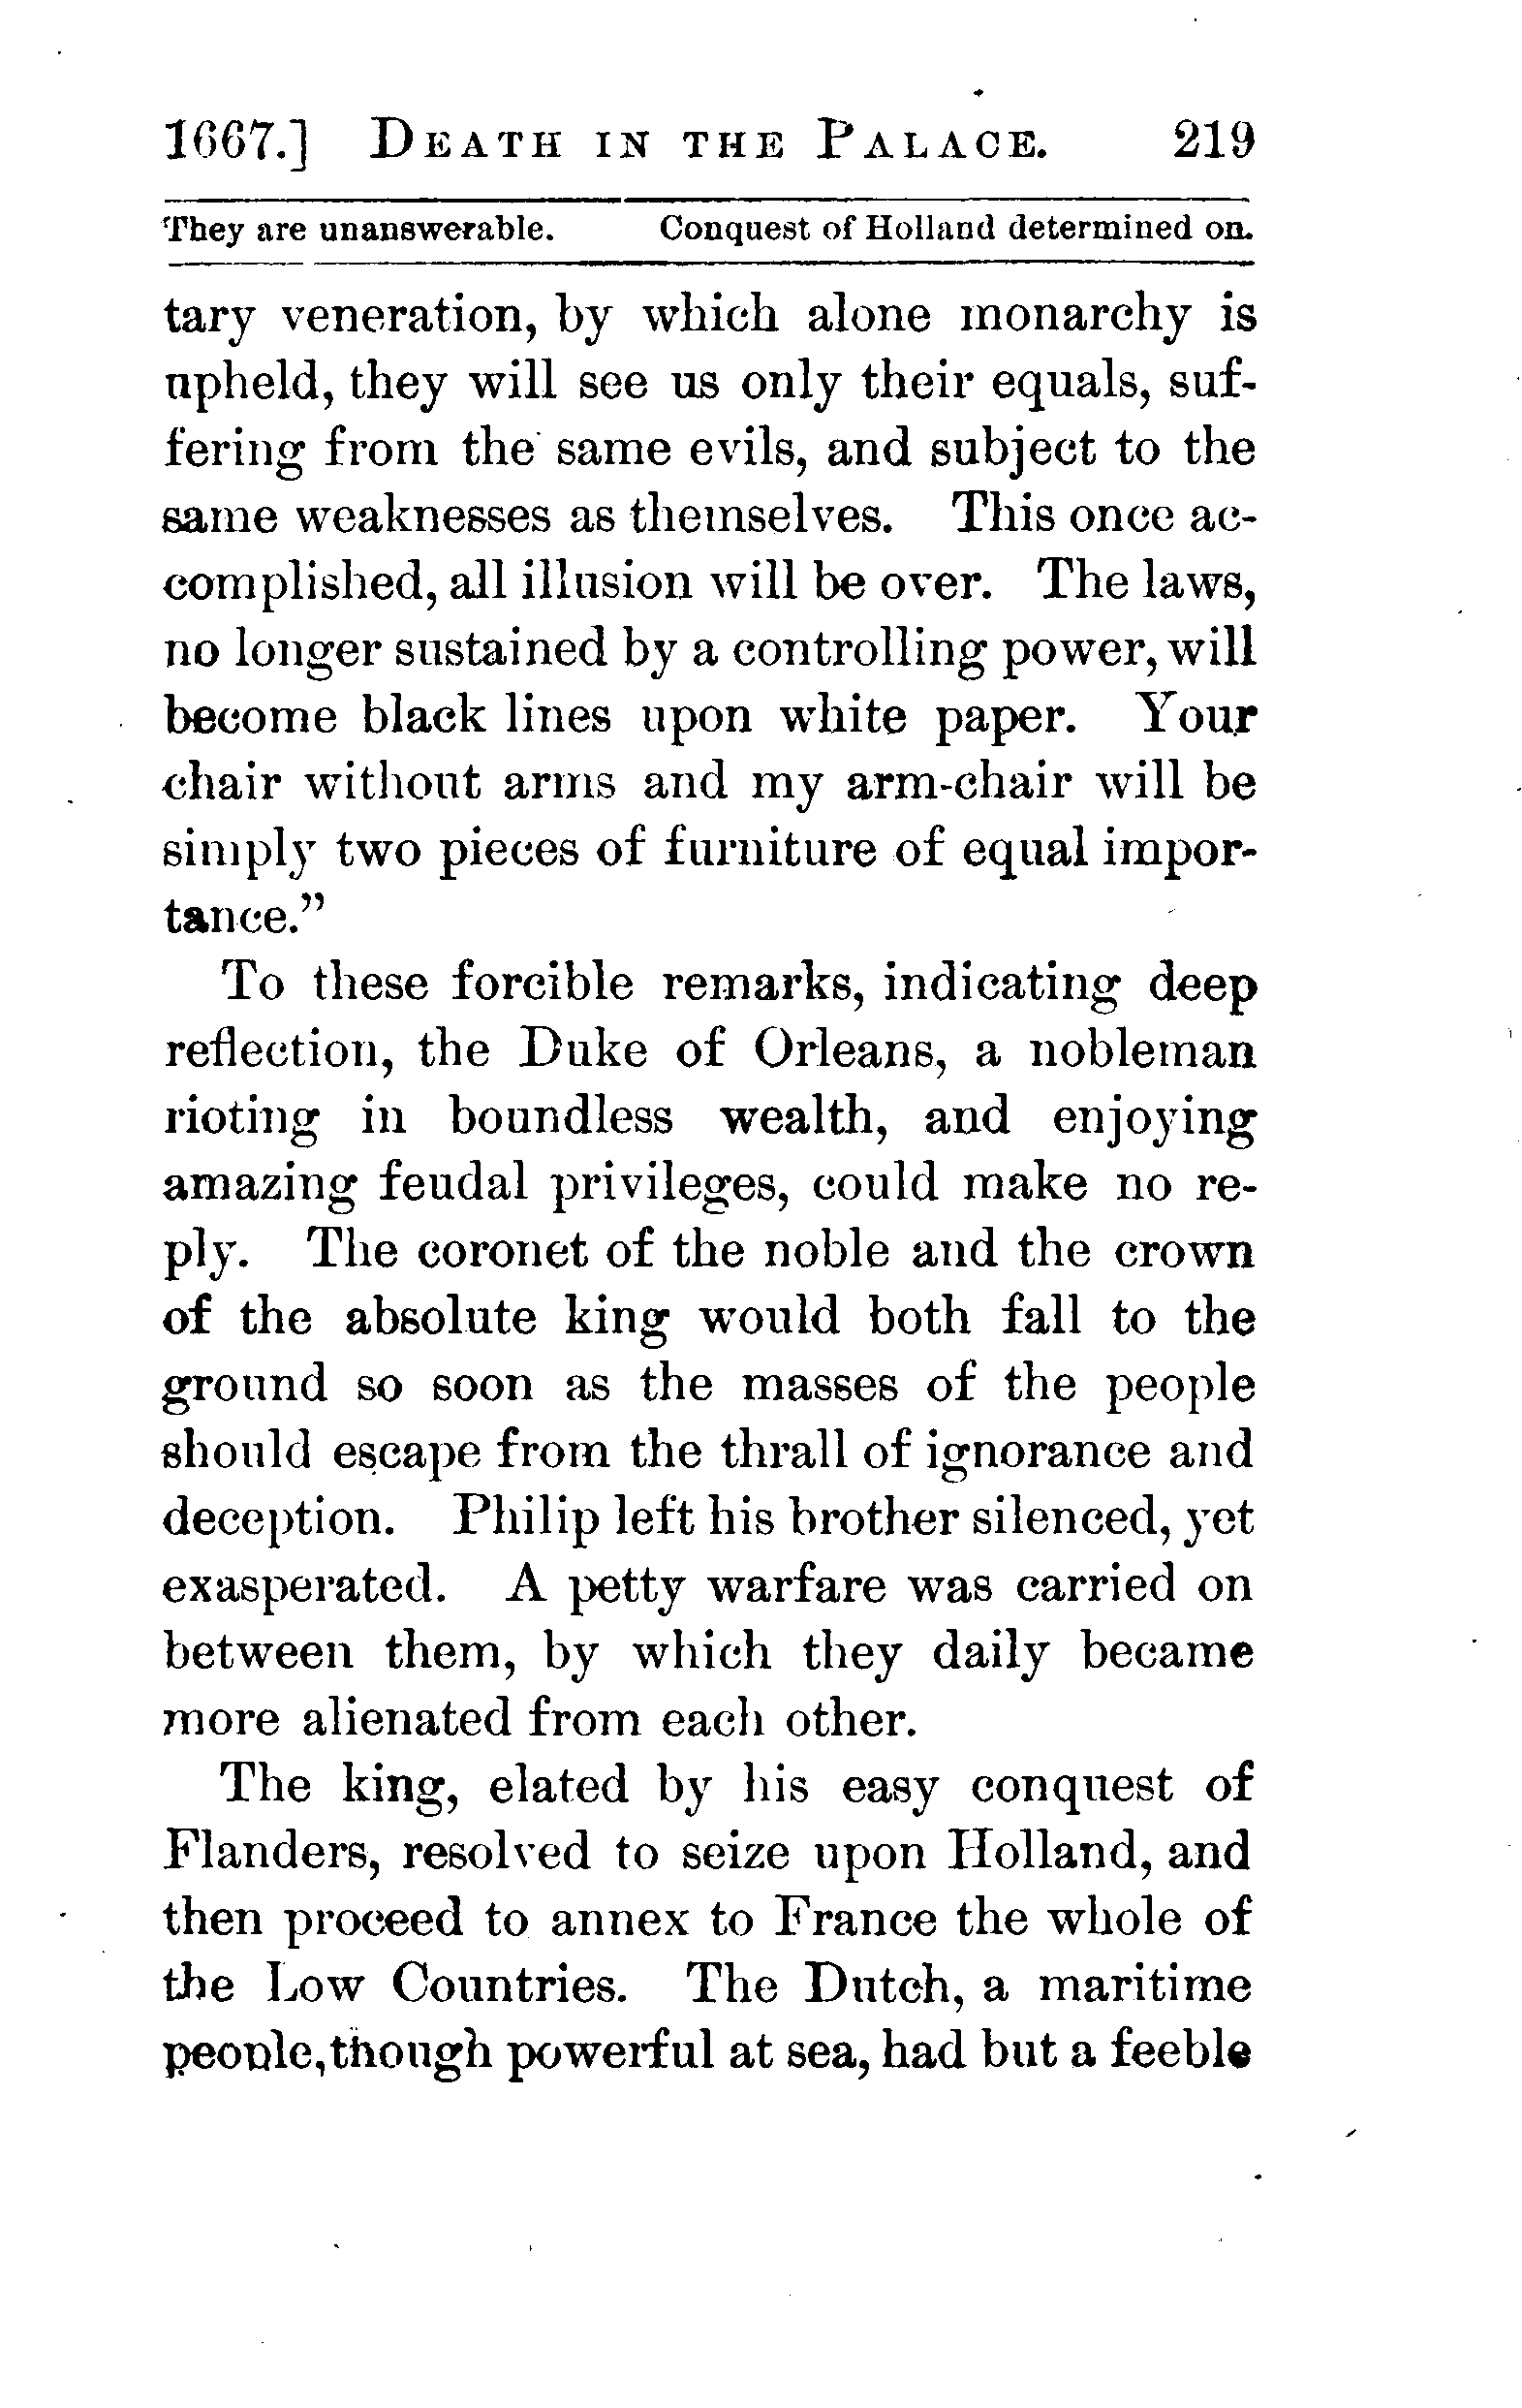 1667.] DEATH IN THE PALACE. 219
They are unanswerable. Conquest of Holland determined on.
tary veneration, by which alone monarchy is
upheld, they will see us only their equals, suf-
fering from the same evils, and subject to the
same weaknesses as themselves. This once ac-
complished, all illusion will be over. The laws,
no longer sustained by a controlling power, will
become black lines upon white paper. Your
chair without arms and my arm-chair will be
simply two pieces of furniture of equal impor-
tance."
To these forcible remarks, indicating deep
reflection, the Duke of Orleans, a nobleman
rioting in boundless wealth, and enjoying
amazing feudal privileges, could make no re-
ply. The coronet of the noble and the crown
of the absolute king would both fall to the
ground so soon as the masses of the people
should escape from the thrall of ignorance and
deception. Philip left his brother silenced, yet
exasperated. A petty warfare was carried on
between them, by which they daily became
more alienated from each other.
The king, elated by his easy conquest of
Flanders, resolved to seize upon Holland, and
then proceed to annex to France the whole of
the Low Countries. The Dutch, a maritime
people, though powerful at sea, had but a feeble